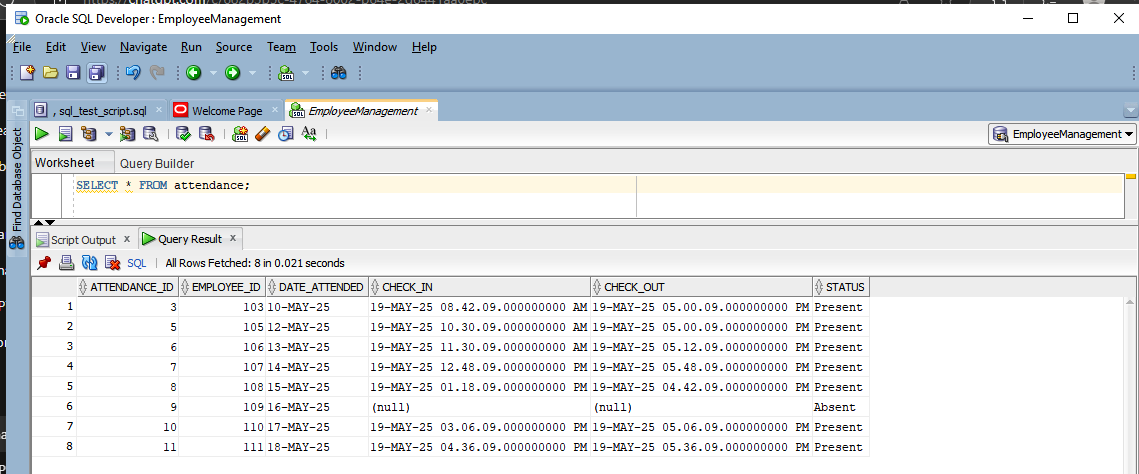 Oracle SQL Developer : EmployeeManagement
File Edit View Navigate Run Source Team Tools Window Help
, sql_test_script.sql Welcome Page EmployeeManagement
EmployeeManagement
Find Database Object
Worksheet Query Builder
SELECT * FROM attendance;
Script Output x Query Result x
SQL | All Rows Fetched: 8 in 0.021 seconds
ATTENDANCE_ID EMPLOYEE_ID DATE_ATTENDED CHECK_IN CHECK_OUT STATUS
1 3 103 10-MAY-25 19-MAY-25 08.42.09.000000000 AM 19-MAY-25 05.00.09.000000000 PM Present
2 5 105 12-MAY-25 19-MAY-25 10.30.09.000000000 AM 19-MAY-25 05.00.09.000000000 PM Present
3 6 106 13-MAY-25 19-MAY-25 11.30.09.000000000 AM 19-MAY-25 05.12.09.000000000 PM Present
4 7 107 14-MAY-25 19-MAY-25 12.48.09.000000000 PM 19-MAY-25 05.48.09.000000000 PM Present
5 8 108 15-MAY-25 19-MAY-25 01.18.09.000000000 PM 19-MAY-25 04.42.09.000000000 PM Present
6 9 109 16-MAY-25 (null) (null) Absent
7 10 110 17-MAY-25 19-MAY-25 03.06.09.000000000 PM 19-MAY-25 05.06.09.000000000 PM Present
8 11 111 18-MAY-25 19-MAY-25 04.36.09.000000000 PM 19-MAY-25 05.36.09.000000000 PM Present